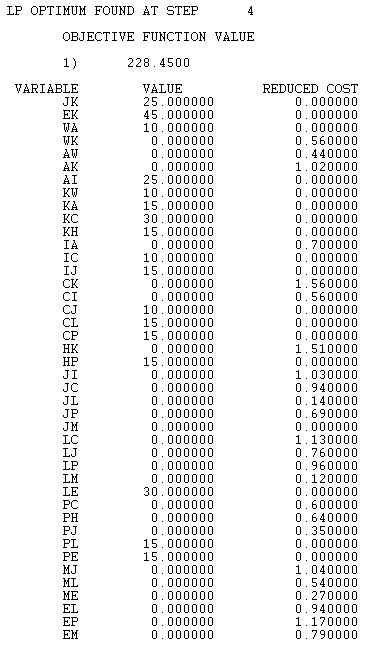 LP OPTIMUM FOUND AT STEP 4
OBJECTIVE FUNCTION VALUE
1) 228.4500
VARIABLE VALUE REDUCED COST
JK 25.000000 0.000000
EK 45.000000 0.000000
WA 10.000000 0.000000
WK 0.000000 0.560000
AW 0.000000 0.440000
AK 0.000000 1.020000
AI 25.000000 0.000000
KW 10.000000 0.000000
KA 15.000000 0.000000
KC 30.000000 0.000000
KH 15.000000 0.000000
IA 0.000000 0.700000
IC 10.000000 0.000000
IJ 15.000000 0.000000
CK 0.000000 1.560000
CI 0.000000 0.560000
CJ 10.000000 0.000000
CL 15.000000 0.000000
CP 15.000000 0.000000
HK 0.000000 1.510000
HP 15.000000 0.000000
JI 0.000000 1.030000
JC 0.000000 0.940000
JL 0.000000 0.140000
JP 0.000000 0.690000
JM 0.000000 0.000000
LC 0.000000 1.130000
LJ 0.000000 0.760000
LP 0.000000 0.960000
LM 0.000000 0.120000
LE 30.000000 0.000000
PC 0.000000 0.600000
PH 0.000000 0.640000
PJ 0.000000 0.350000
PL 15.000000 0.000000
PE 15.000000 0.000000
MJ 0.000000 1.040000
ML 0.000000 0.540000
ME 0.000000 0.270000
EL 0.000000 0.940000
EP 0.000000 1.170000
EM 0.000000 0.790000